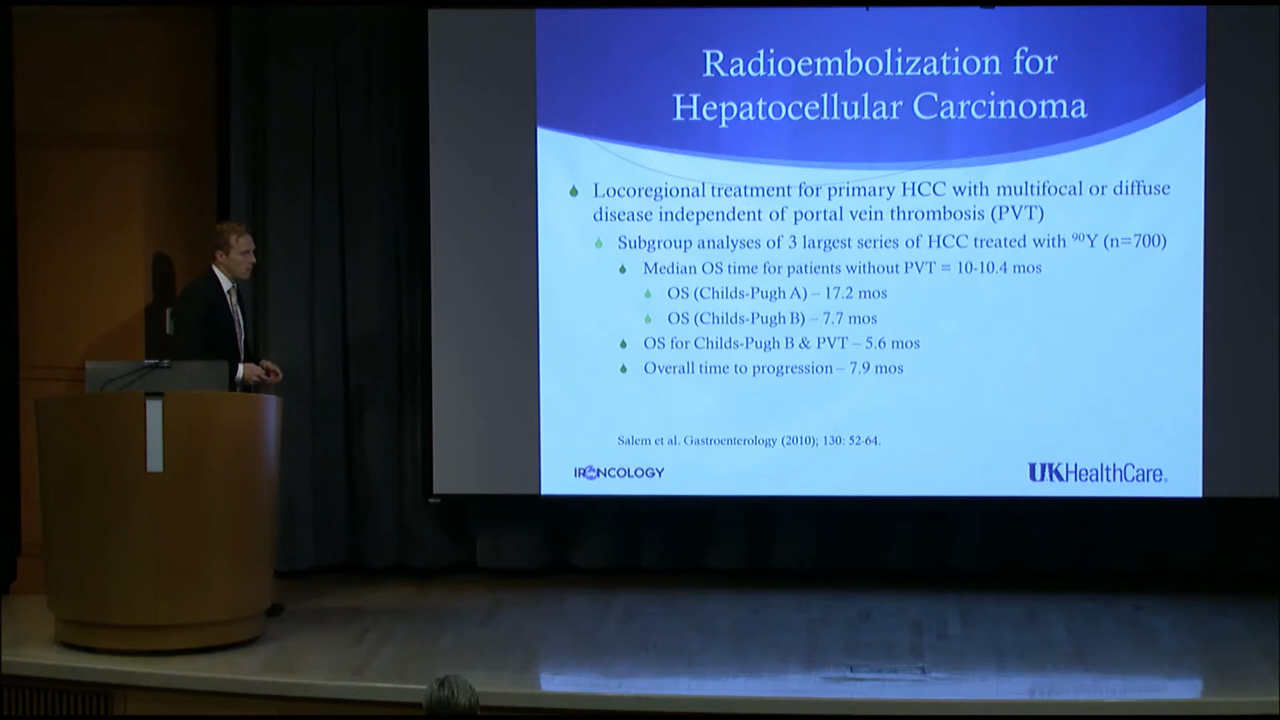 Radioembolization for
Hepatocellular Carcinoma
Locoregional treatment for primary HCC with multifocal or diffuse
disease independent of portal vein thrombosis (PVT)
Subgroup analyses of 3 largest series of HCC treated with ⁹⁰Y (n=700)
Median OS time for patients without PVT = 10-10.4 mos
OS (Childs-Pugh A) – 17.2 mos
OS (Childs-Pugh B) – 7.7 mos
OS for Childs-Pugh B & PVT – 5.6 mos
Overall time to progression – 7.9 mos
Salem et al. Gastroenterology (2010); 130: 52-64.
IRONCOLOGY
UKHealthCare.